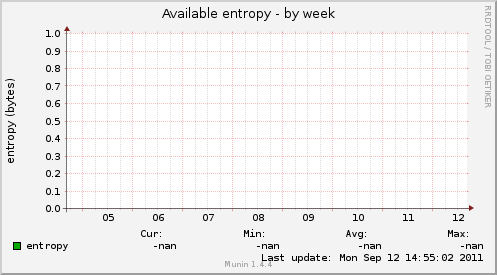 Available entropy - by week
RRDTOOL / TOBI OETIKER
entropy (bytes)
1.0
0.9
0.8
0.7
0.6
0.5
0.4
0.3
0.2
0.1
0.0
05 06 07 08 09 10 11 12
Cur: Min: Avg: Max:
entropy -nan -nan -nan -nan
Last update: Mon Sep 12 14:55:02 2011
Munin 1.4.4